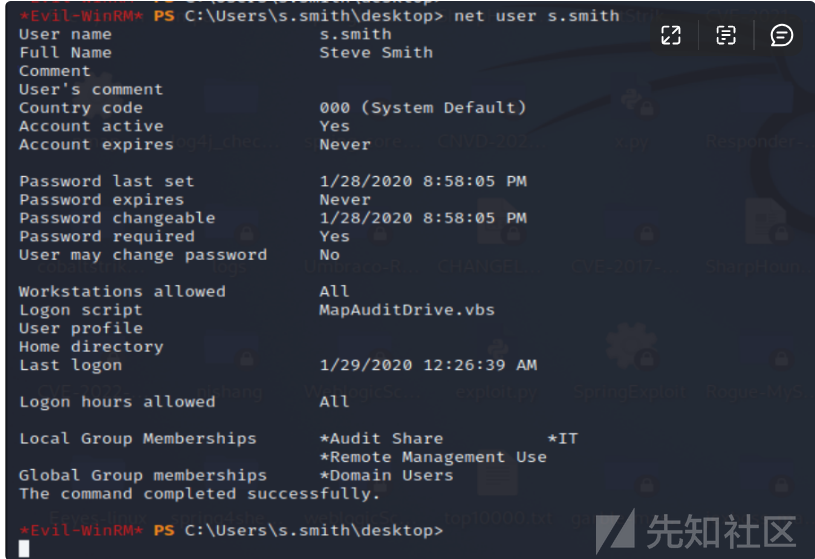 *Evil-WinRM* PS C:\Users\s.smith\desktop> net user s.smith
User name s.smith
Full Name Steve Smith
Comment
User's comment
Country code 000 (System Default)
Account active Yes
Account expires Never
Password last set 1/28/2020 8:58:05 PM
Password expires Never
Password changeable 1/28/2020 8:58:05 PM
Password required Yes
User may change password No
Workstations allowed All
Logon script MapAuditDrive.vbs
User profile
Home directory
Last logon 1/29/2020 12:26:39 AM
Logon hours allowed All
Local Group Memberships *Audit Share *IT
*Remote Management Use
Global Group memberships *Domain Users
The command completed successfully.
*Evil-WinRM* PS C:\Users\s.smith\desktop>
先知社区